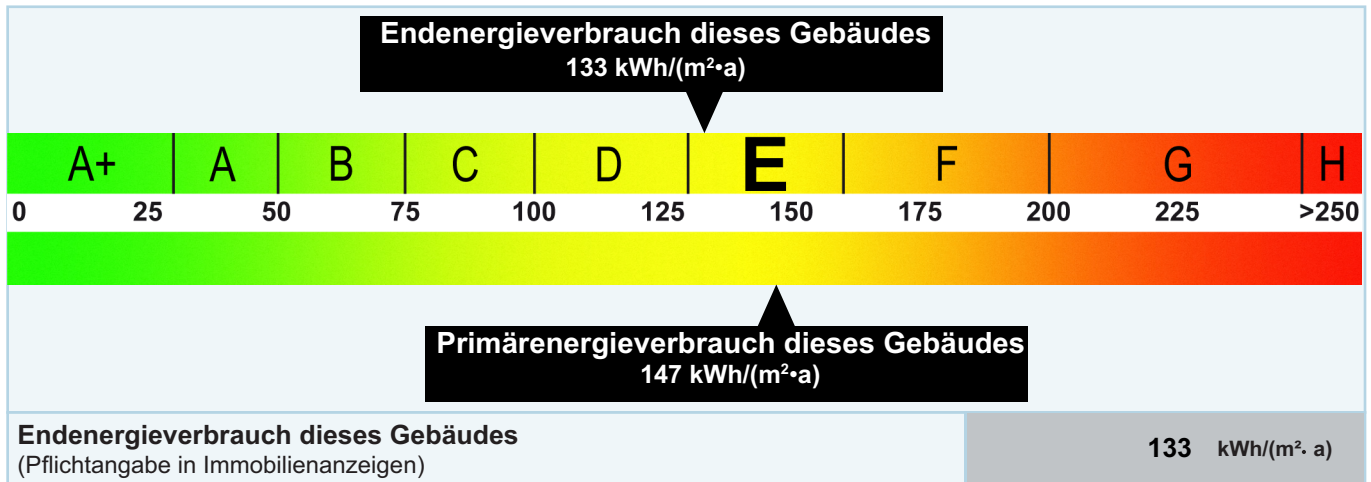 Endenergieverbrauch dieses Gebäudes
133 kWh/(m²•a)
A+ A B C D E F G H
0 25 50 75 100 125 150 175 200 225 >250
Primärenergieverbrauch dieses Gebäudes
147 kWh/(m²•a)
Endenergieverbrauch dieses Gebäudes
(Pflichtangabe in Immobilienanzeigen)
133 kWh/(m²· a)